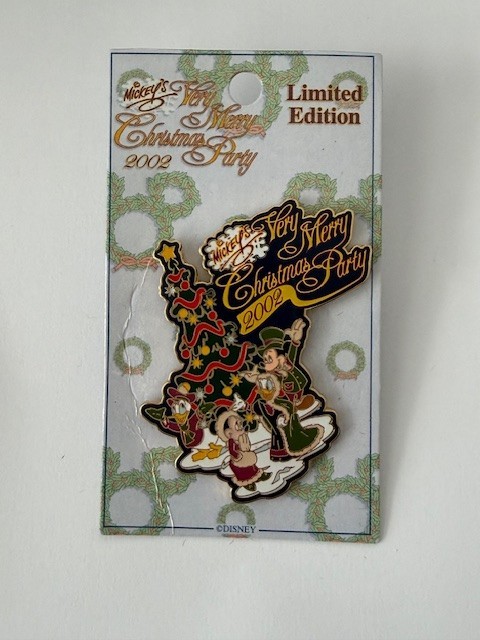 MICKEY'S Very Merry Christmas Party 2002
Limited
Edition
MICKEY'S
Very Merry
Christmas Party
2002
©DISNEY